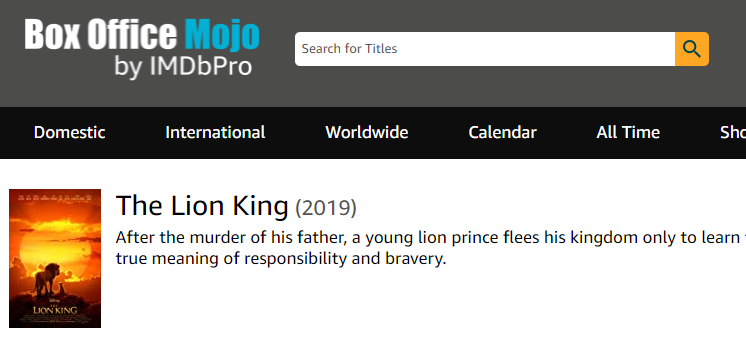 Box Office Mojo
by IMDbPro
Search for Titles
Domestic International Worldwide Calendar All Time Sho
The Lion King (2019)
After the murder of his father, a young lion prince flees his kingdom only to learn
true meaning of responsibility and bravery.
Disney
THE
LION KING